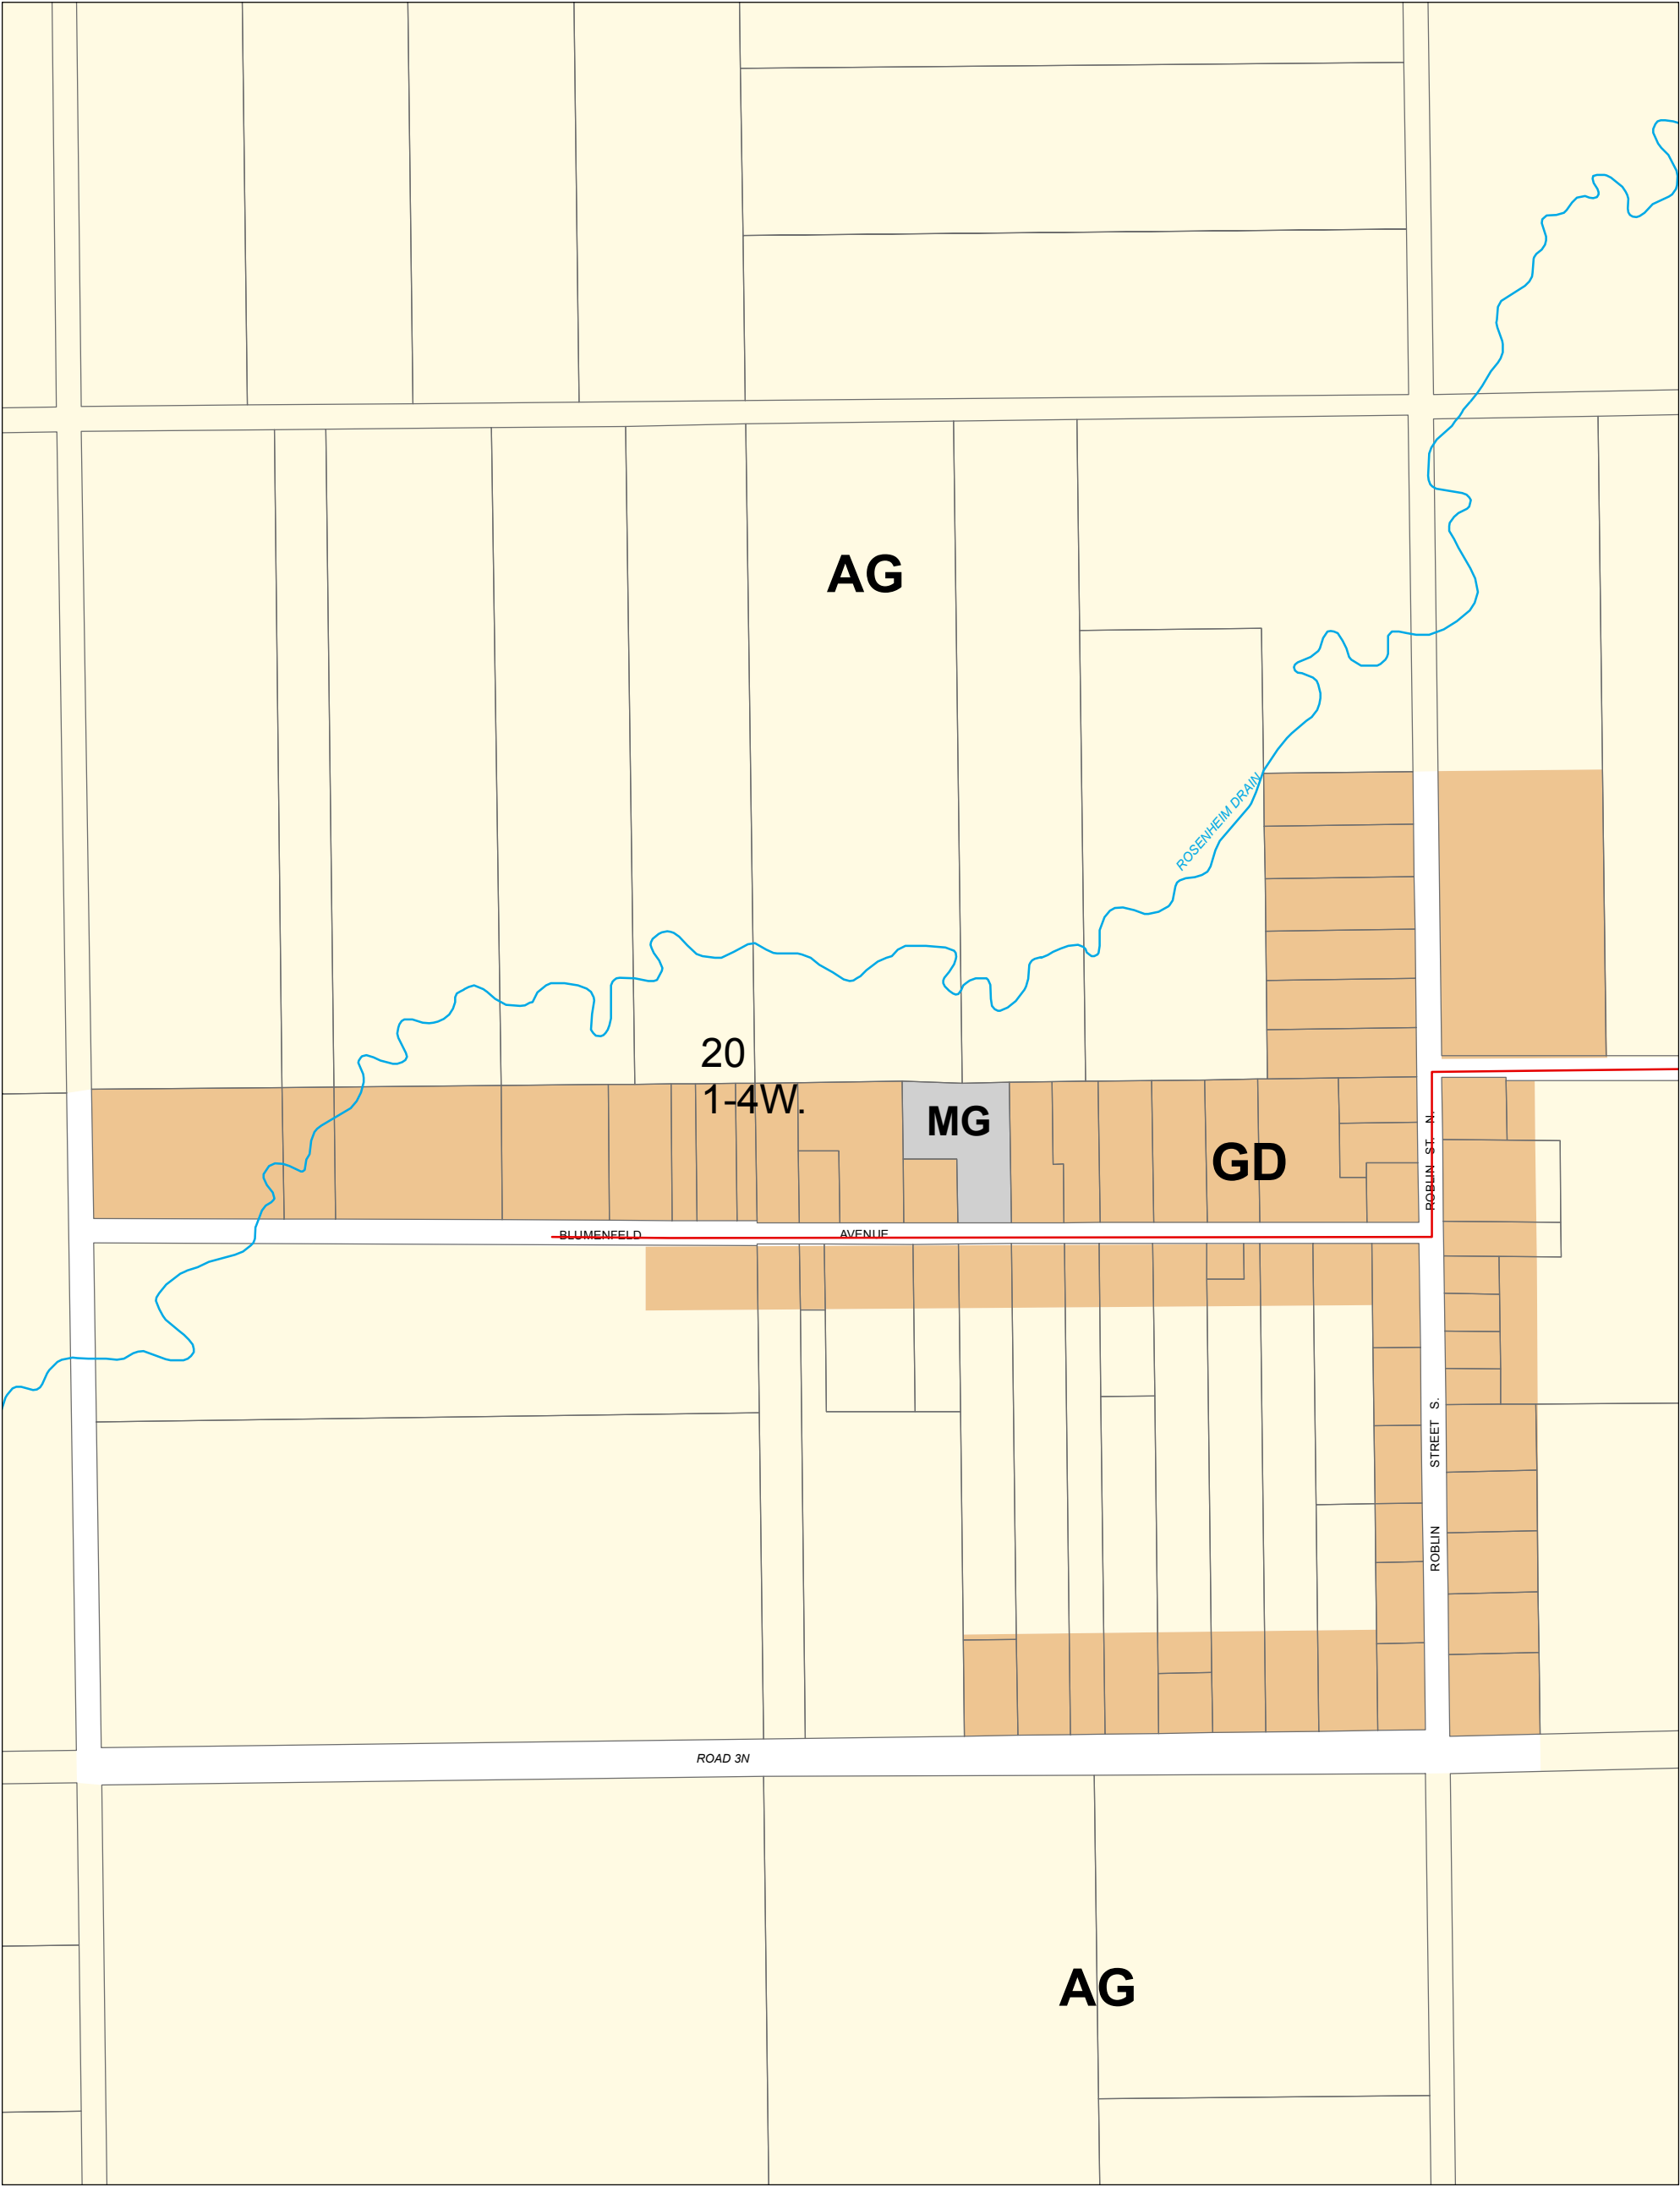 AG
ROSENHEIM DRAIN
20
1-4W.
MG
GD
ROBLIN ST. N.
BLUMENFELD AVENUE
ROBLIN STREET S.
ROAD 3N
AG